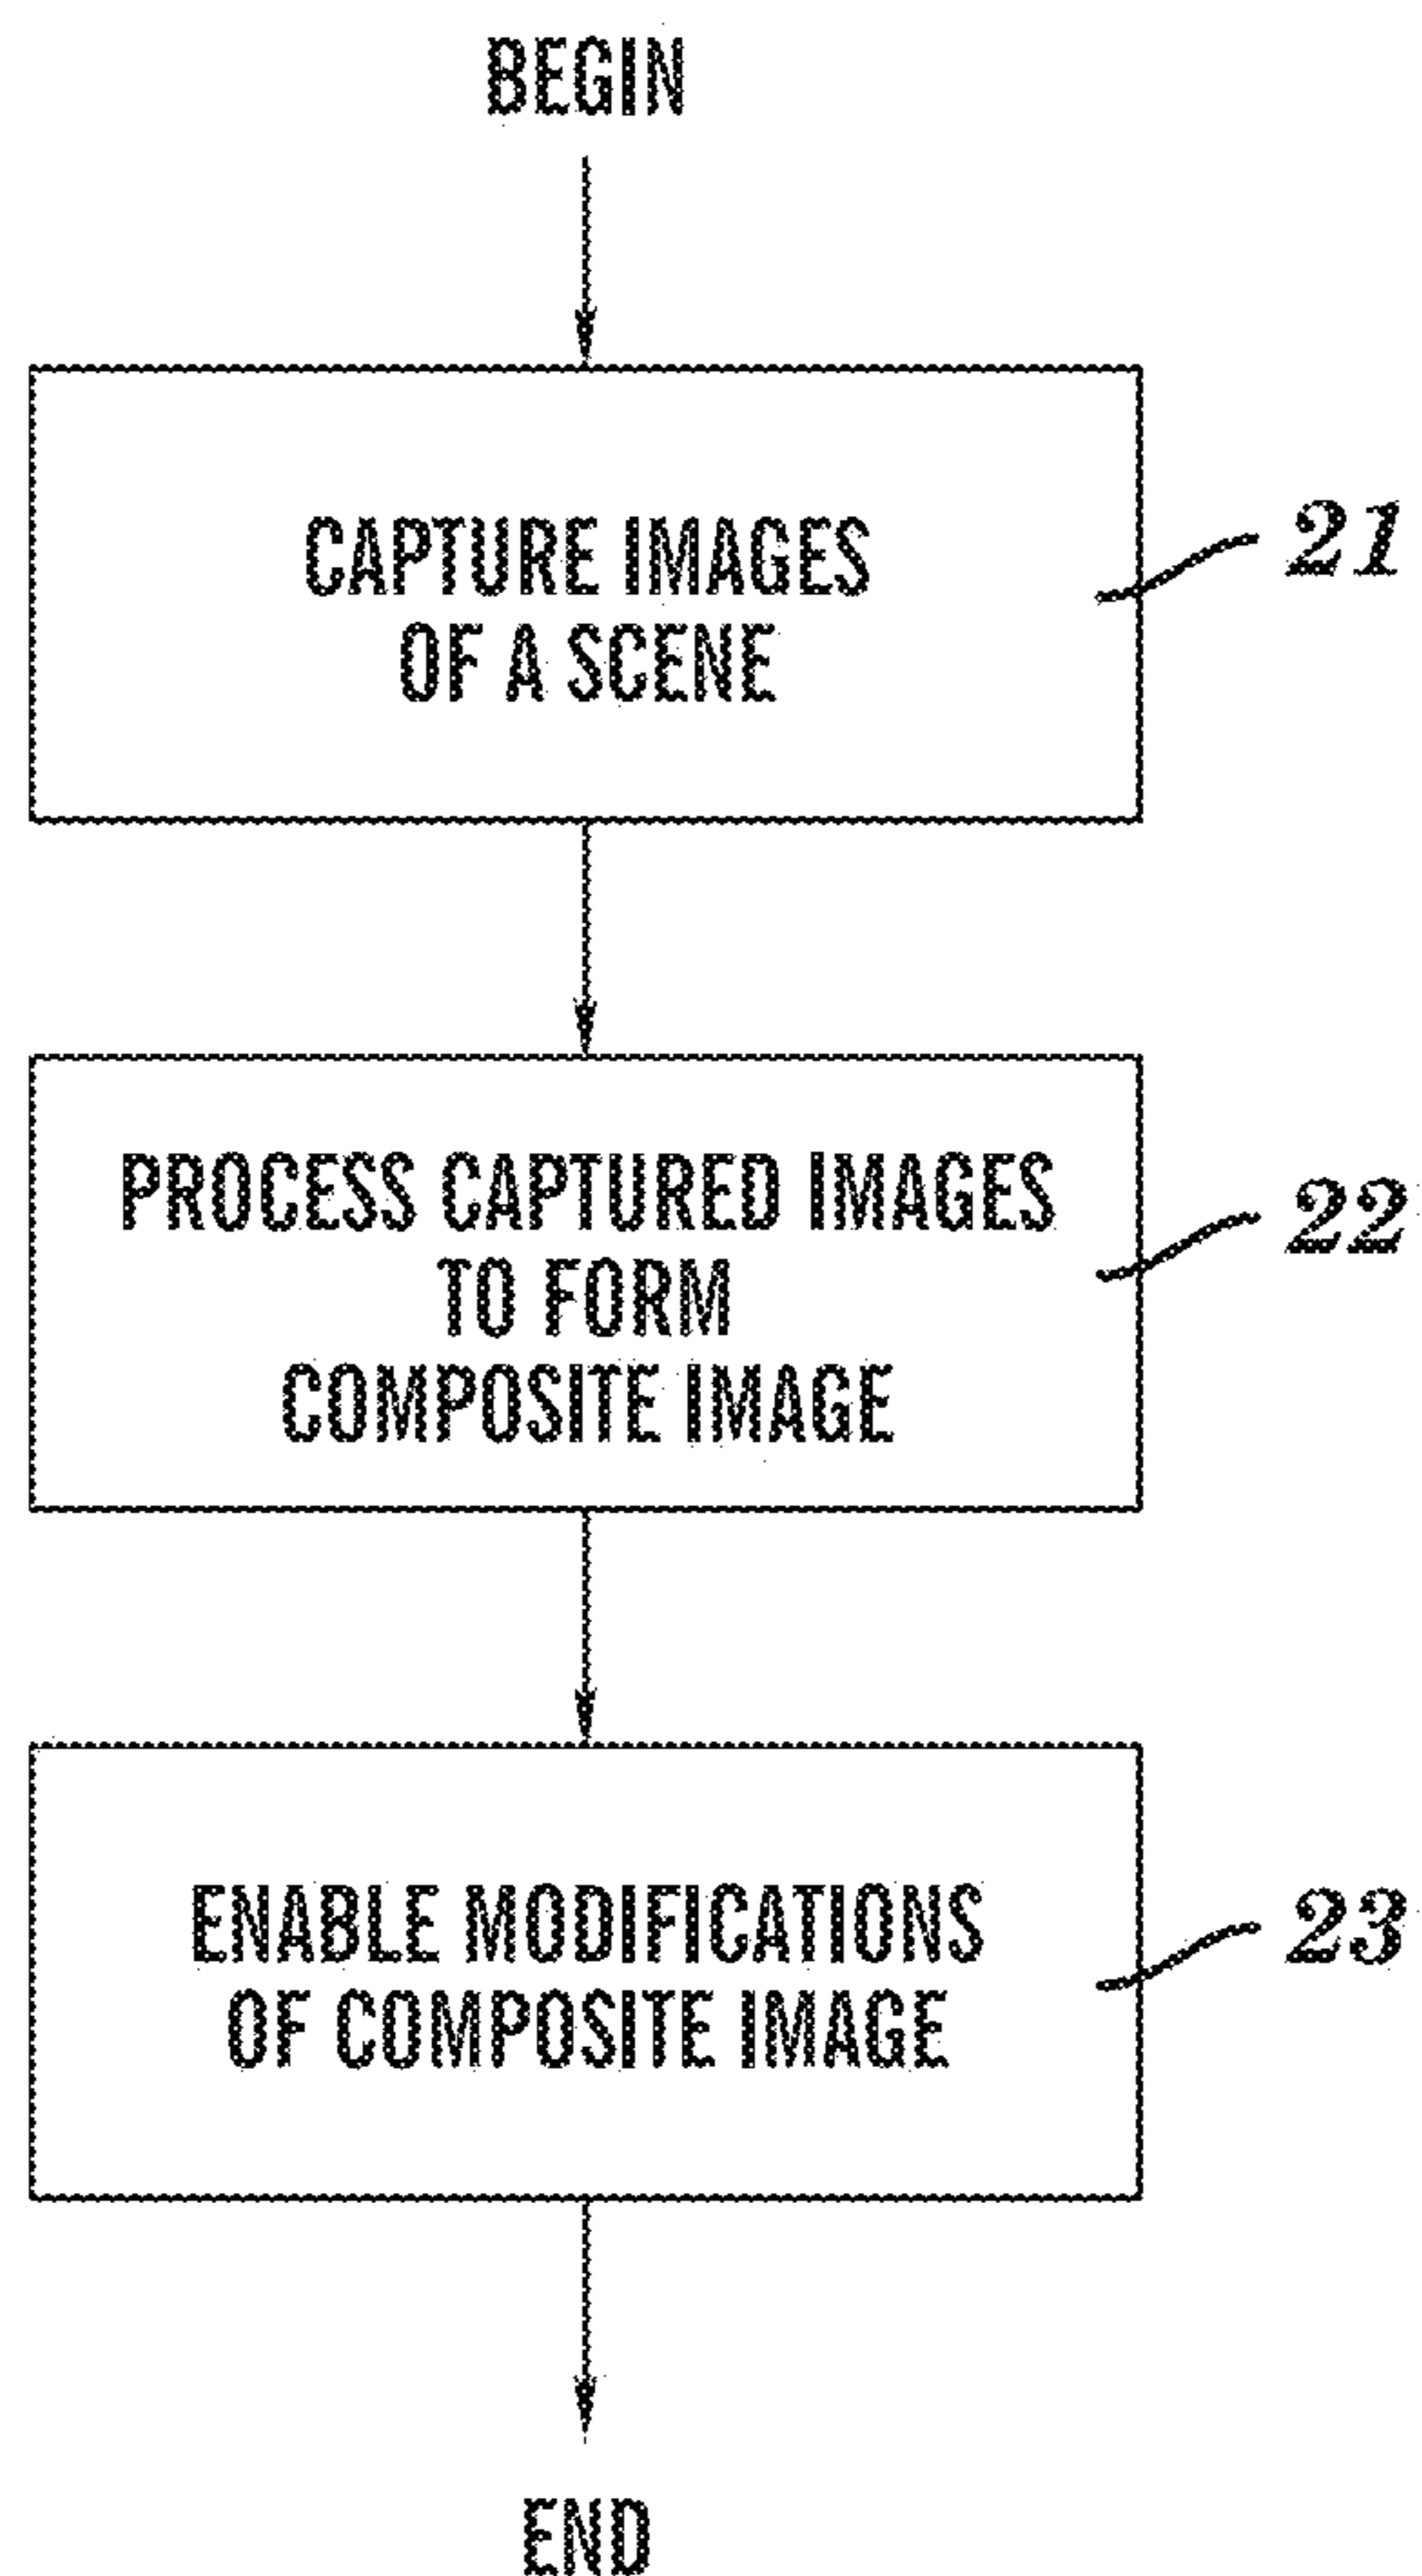 BEGIN
CAPTURE IMAGES
OF A SCENE
21
PROCESS CAPTURED IMAGES
TO FORM
COMPOSITE IMAGE
22
ENABLE MODIFICATIONS
OF COMPOSITE IMAGE
23
END